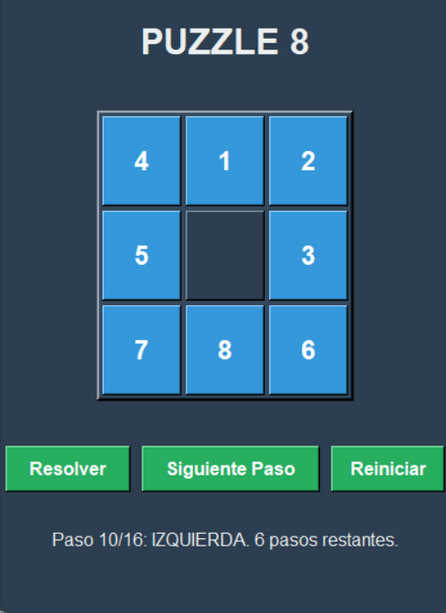 PUZZLE 8
4 1 2
5 3
7 8 6
Resolver Siguiente Paso Reiniciar
Paso 10/16: IZQUIERDA. 6 pasos restantes.